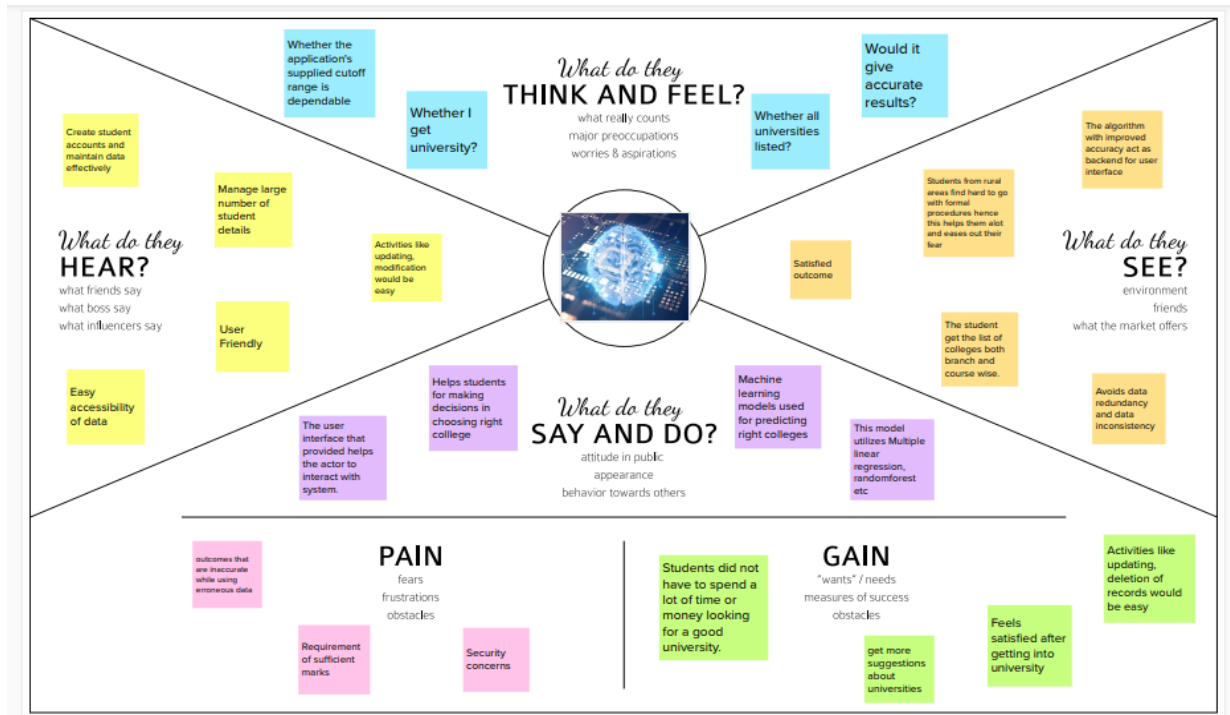 Whether the
application's
supplied cutoff
range is
dependable
Whether I
get
university?
What do they
THINK AND FEEL?
what really counts
major preoccupations
worries & aspirations
Whether all
universities
listed?
Would it
give
accurate
results?
Create student
accounts and
maintain data
effectively
Manage large
number of
student
details
What do they
HEAR?
what friends say
what boss say
what influencers say
Activities like
updating,
modification
would be
easy
User
Friendly
Easy
accessibility
of data
The algorithm
with improved
accuracy act as
backend for user
interface
Students from rural
areas find hard to go
with formal
procedures hence
this helps them alot
and eases out their
fear
Satisfied
outcome
What do they
SEE?
environment
friends
what the market offers
The student
get the list of
colleges both
branch and
course wise.
Avoids data
redundancy
and data
inconsistency
Helps students
for making
decisions in
choosing right
collenge
The user
interface that
provided helps
the actor to
interact with
system.
What do they
SAY AND DO?
attitude in public
appearance
behavior towards others
Machine
learning
models used
for predicting
right colleges
This model
utilizes Multiple
linear
regression,
randomforest
etc
outcomes that
are inaccurate
while using
erroneous data
PAIN
fears
frustrations
obstacles
Requirement
of sufficient
marks
Security
concerns
Students did not
have to spend a
lot of time or
money looking
for a good
university.
GAIN
"wants" / needs
measures of success
obstacles
get more
suggestions
about
universities
Feels
satisfied after
getting into
university
Activities like
updating,
deletion of
records would
be easy